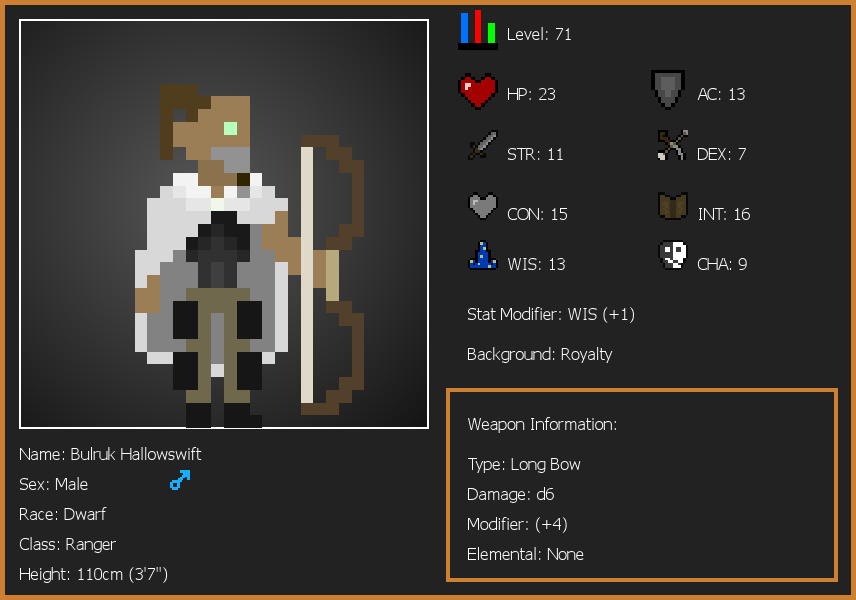 Level: 71
HP: 23
AC: 13
STR: 11
DEX: 7
CON: 15
INT: 16
WIS: 13
CHA: 9
Stat Modifier: WIS (+1)
Background: Royalty
Name: Bulruk Hallowswift
Sex: Male
Race: Dwarf
Class: Ranger
Height: 110cm (3'7")
Weapon Information:
Type: Long Bow
Damage: d6
Modifier: (+4)
Elemental: None